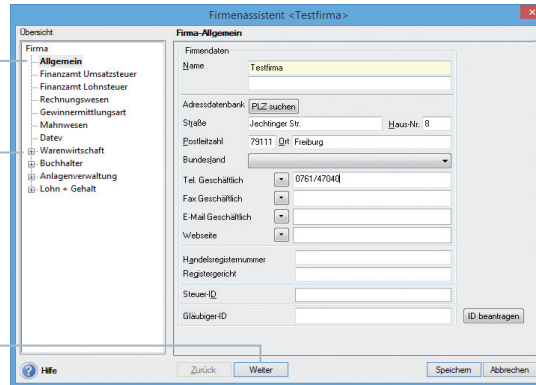 Firmenassistent <Testfirma>
Übersicht
Firma
Allgemein
Finanzamt Umsatzsteuer
Finanzamt Lohnsteuer
Rechnungswesen
Gewinnermittlungsart
Mahnwesen
Datev
Warenwirtschaft
Buchhalter
Anlagenverwaltung
Lohn + Gehalt
Firma-Allgemein
Firmendaten
Name Testfirma
Adressdatenbank PLZ suchen
Straße Jechtinger Str. Haus-Nr. 8
Postleitzahl 79111 Ort Freiburg
Bundesland
Tel. Geschäftlich 0761/47040
Fax Geschäftlich
E-Mail Geschäftlich
Webseite
Handelsregisternummer
Registergericht
Steuer-ID
Gläubiger-ID ID beantragen
Hilfe Zurück Weiter Speichern Abbrechen